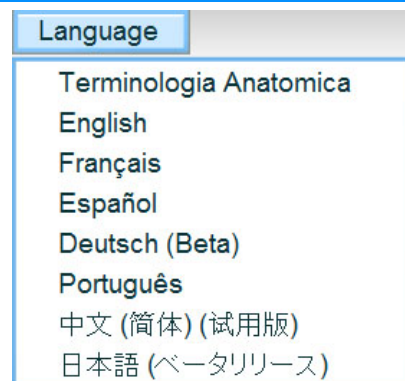 Language
Terminologia Anatomica
English
Français
Español
Deutsch (Beta)
Português
中文 (简体) (试用版)
日本語 (ベータリリース)